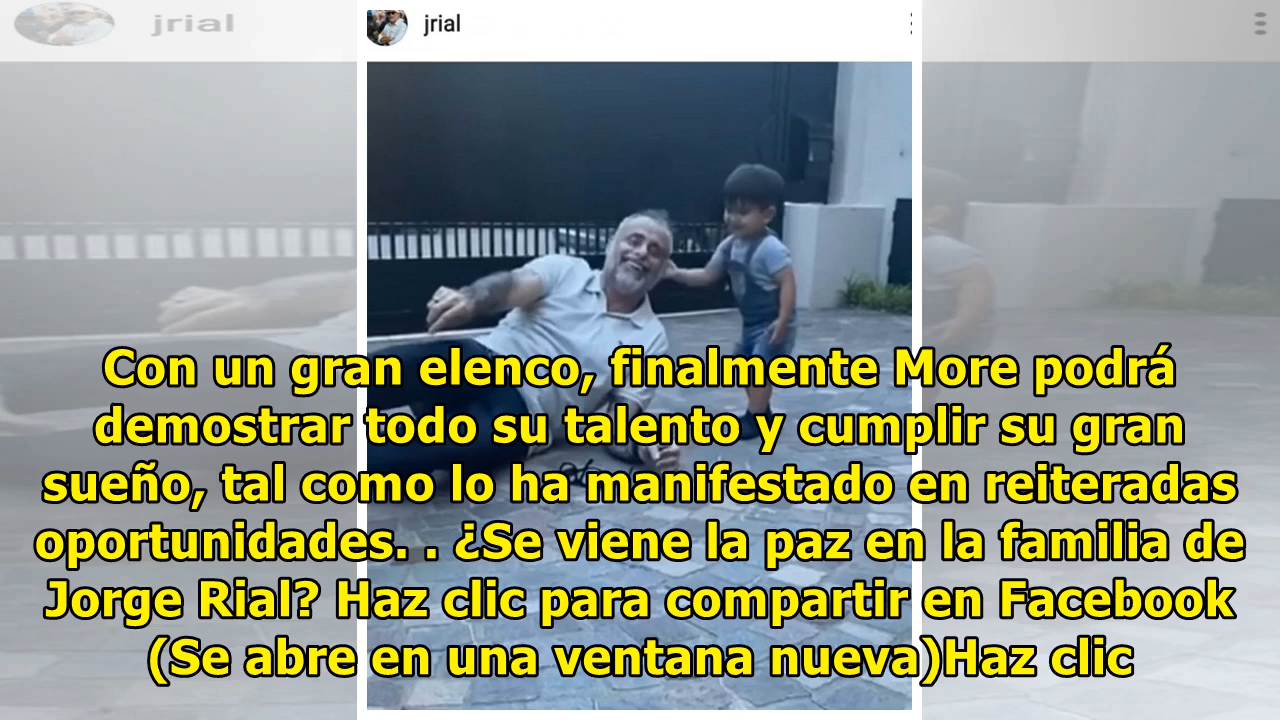 jrial
jrial
Con un gran elenco, finalmente More podrá
demostrar todo su talento y cumplir su gran
sueño, tal como lo ha manifestado en reiteradas
oportunidades. . ¿Se viene la paz en la familia de
Jorge Rial? Haz clic para compartir en Facebook
(Se abre en una ventana nueva)Haz clic